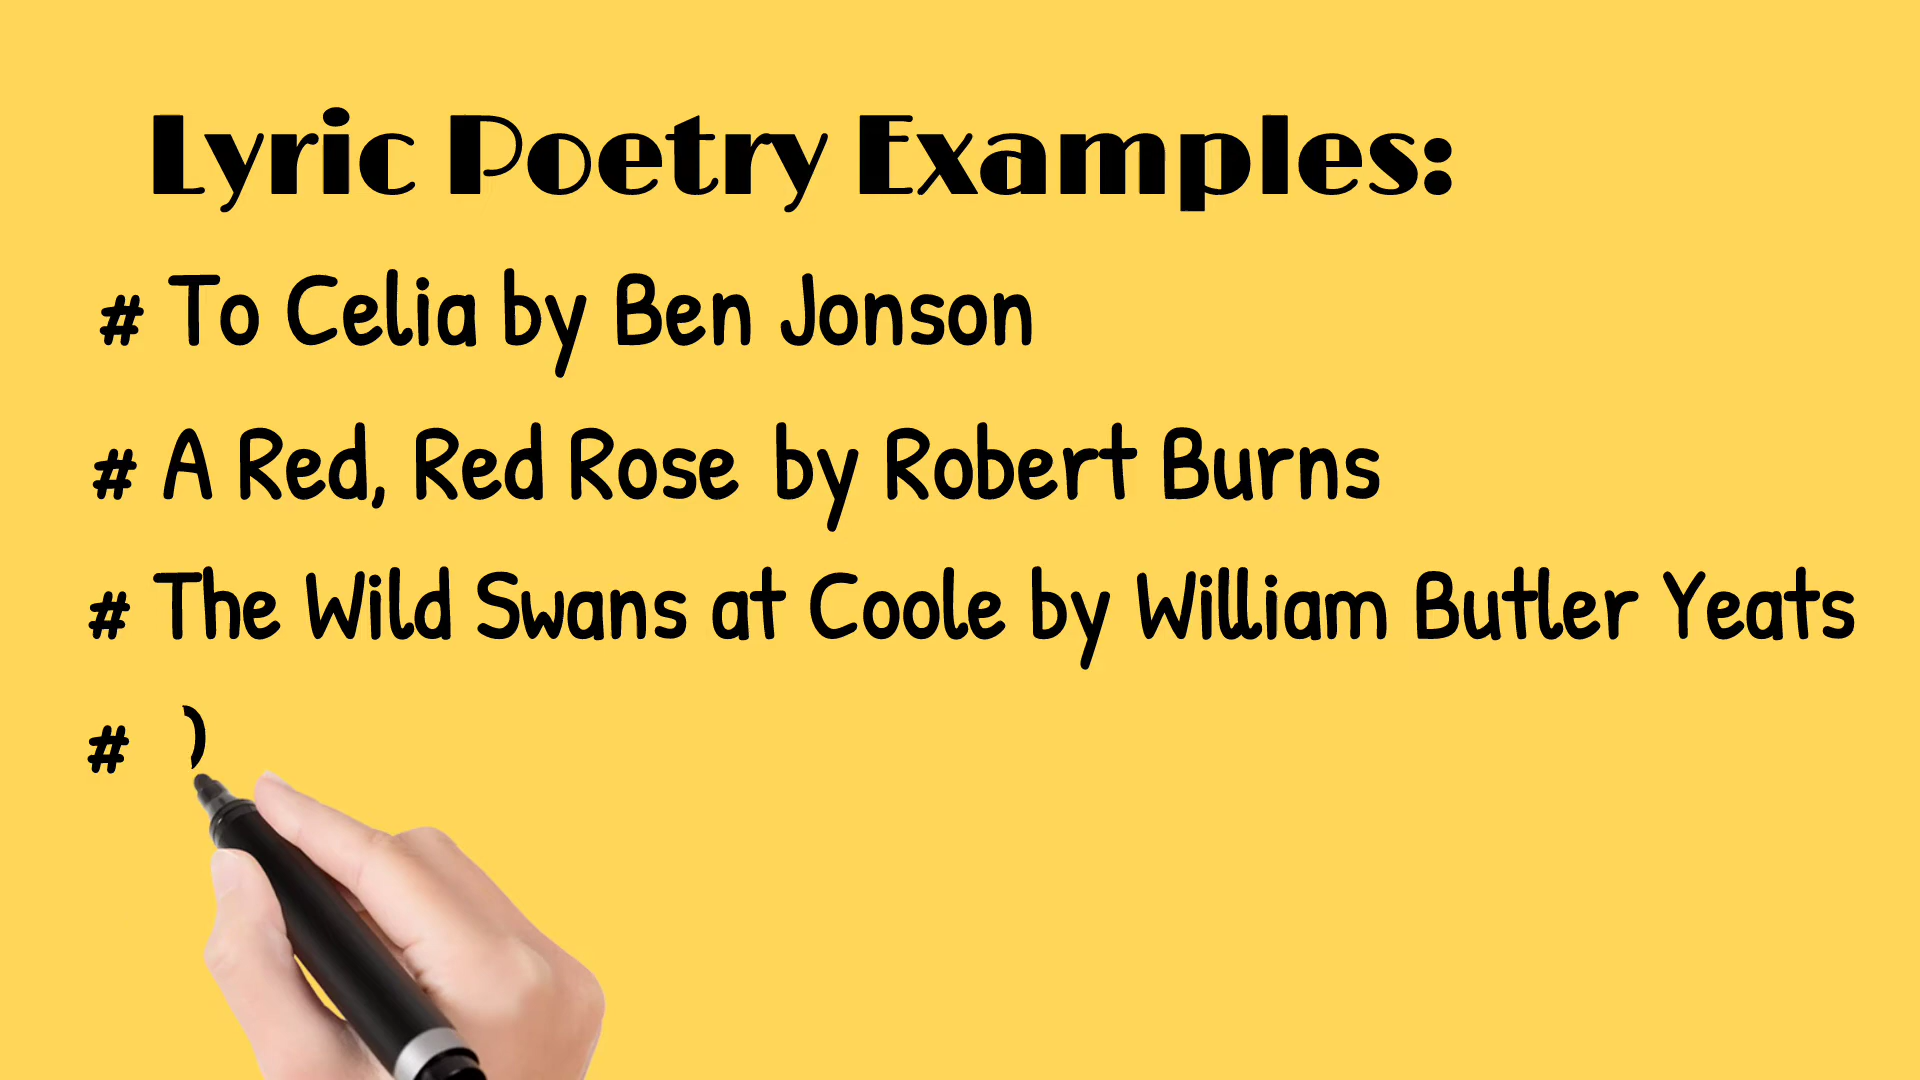 Lyric Poetry Examples:
# To Celia by Ben Jonson
# A Red, Red Rose by Robert Burns
# The Wild Swans at Coole by William Butler Yeats
#